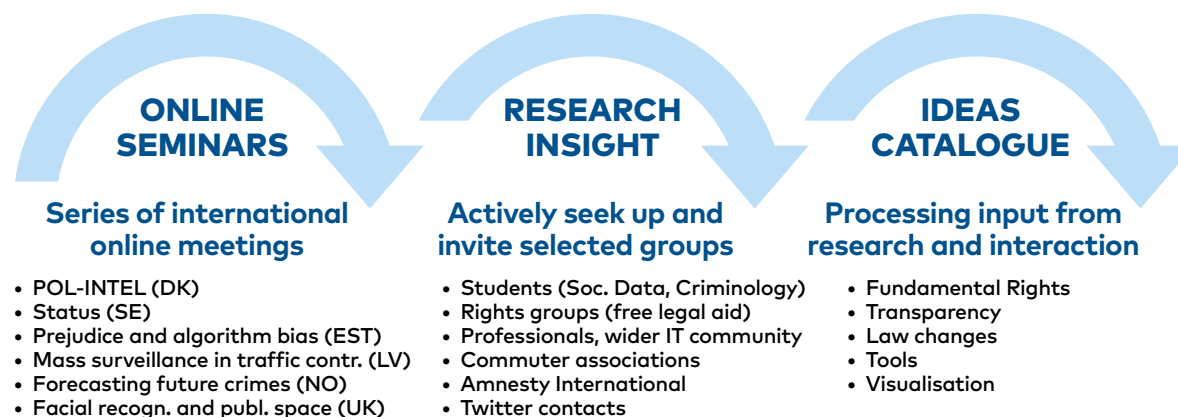 ONLINE
SEMINARS
Series of international
online meetings
• POL-INTEL (DK)
• Status (SE)
• Prejudice and algorithm bias (EST)
• Mass surveillance in traffic contr. (LV)
• Forecasting future crimes (NO)
• Facial recogn. and publ. space (UK)
RESEARCH
INSIGHT
Actively seek up and
invite selected groups
• Students (Soc. Data, Criminology)
• Rights groups (free legal aid)
• Professionals, wider IT community
• Commuter associations
• Amnesty International
• Twitter contacts
IDEAS
CATALOGUE
Processing input from
research and interaction
• Fundamental Rights
• Transparency
• Law changes
• Tools
• Visualisation